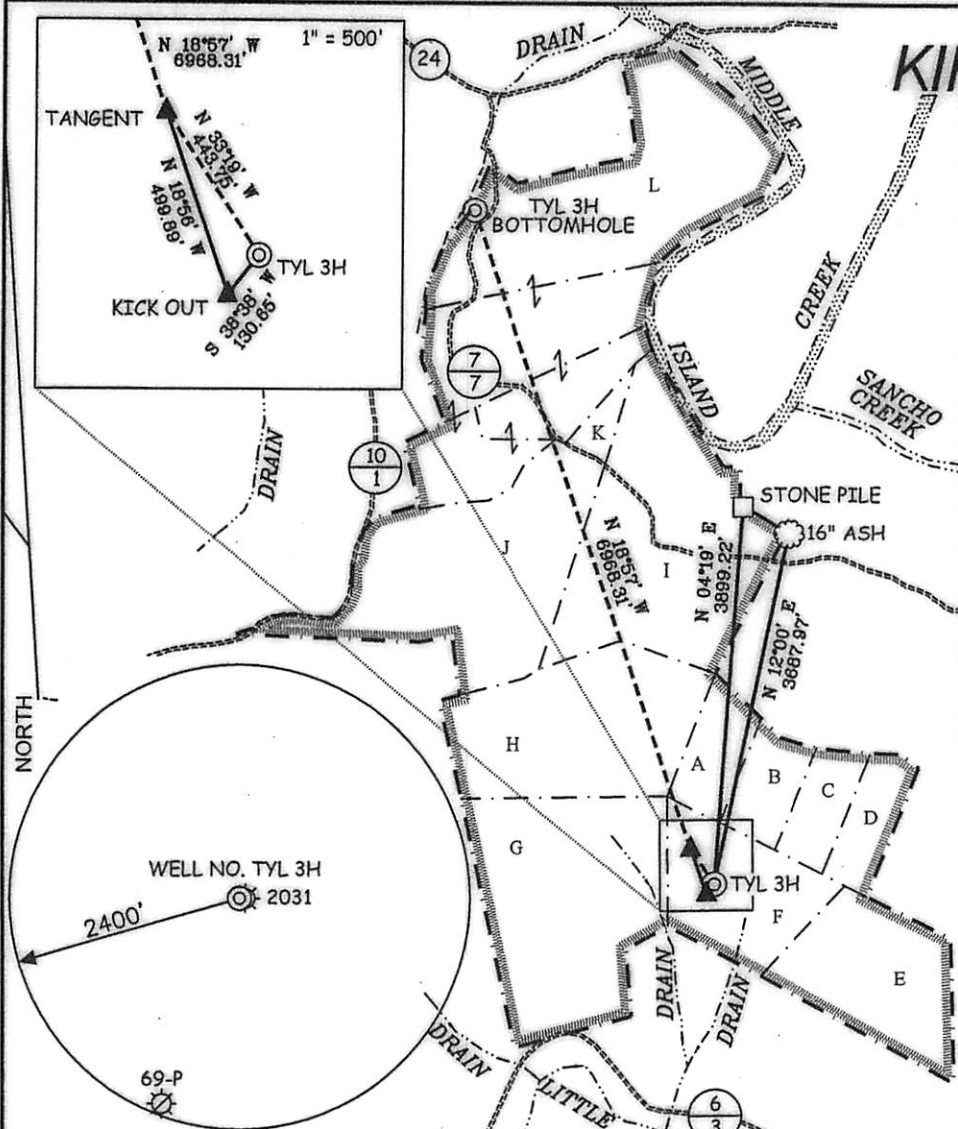 N 18°57' W
6968.31'
1" = 500'
TANGENT
N 33°19' W
443.75'
N 18°56' W
499.89'
TYL 3H
KICK OUT
S 38°38' W
130.65'
24
DRAIN
MIDDLE
L
TYL 3H
BOTTOMHOLE
CREEK
ISLAND
SANCHO
CREEK
7
7
K
DRAIN
10
1
STONE PILE
16" ASH
J
N 18°57' W
6968.31'
I
N 04°19' E
3899.22'
N 12°00' E
3687.97'
NORTH
H
A
B
C
D
G
WELL NO. TYL 3H
2031
2400'
TYL 3H
F
E
DRAIN
DRAIN
DRAIN
LITTLE
69-P
6
3